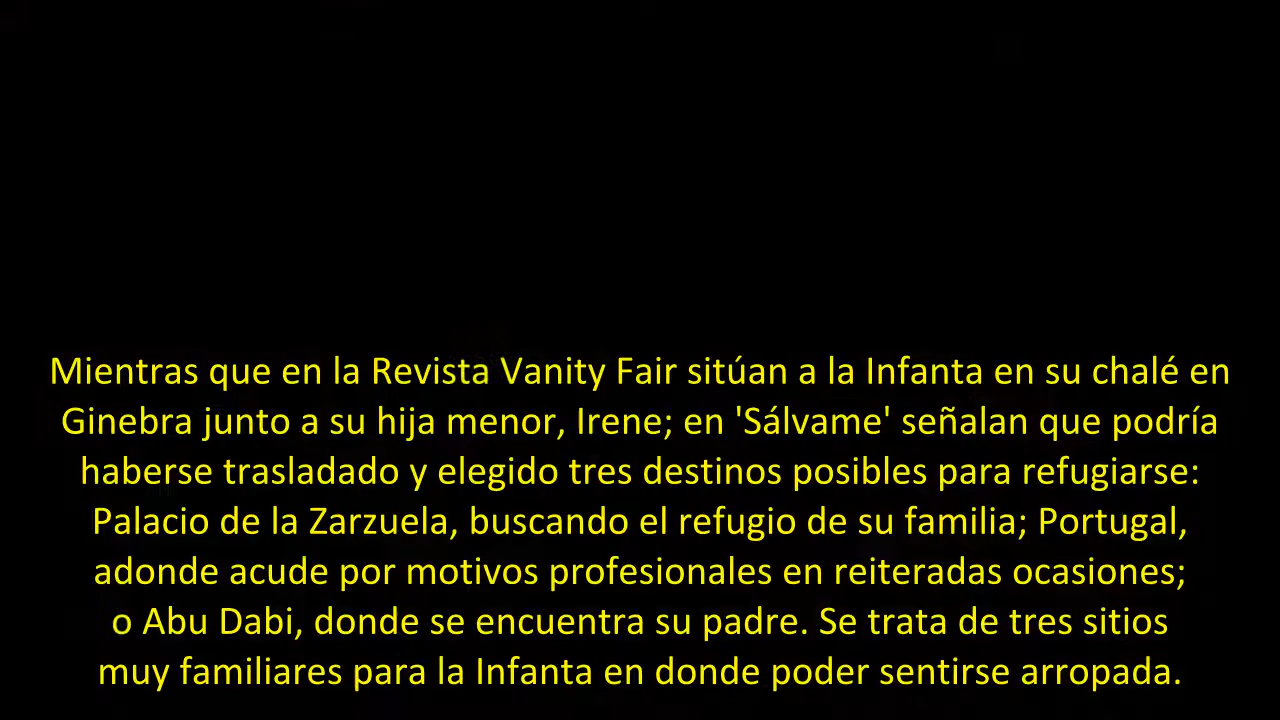 Mientras que en la Revista Vanity Fair sitúan a la Infanta en su chalé en
Ginebra junto a su hija menor, Irene; en 'Sálvame' señalan que podría
haberse trasladado y elegido tres destinos posibles para refugiarse:
Palacio de la Zarzuela, buscando el refugio de su familia; Portugal,
adonde acude por motivos profesionales en reiteradas ocasiones;
o Abu Dabi, donde se encuentra su padre. Se trata de tres sitios
muy familiares para la Infanta en donde poder sentirse arropada.